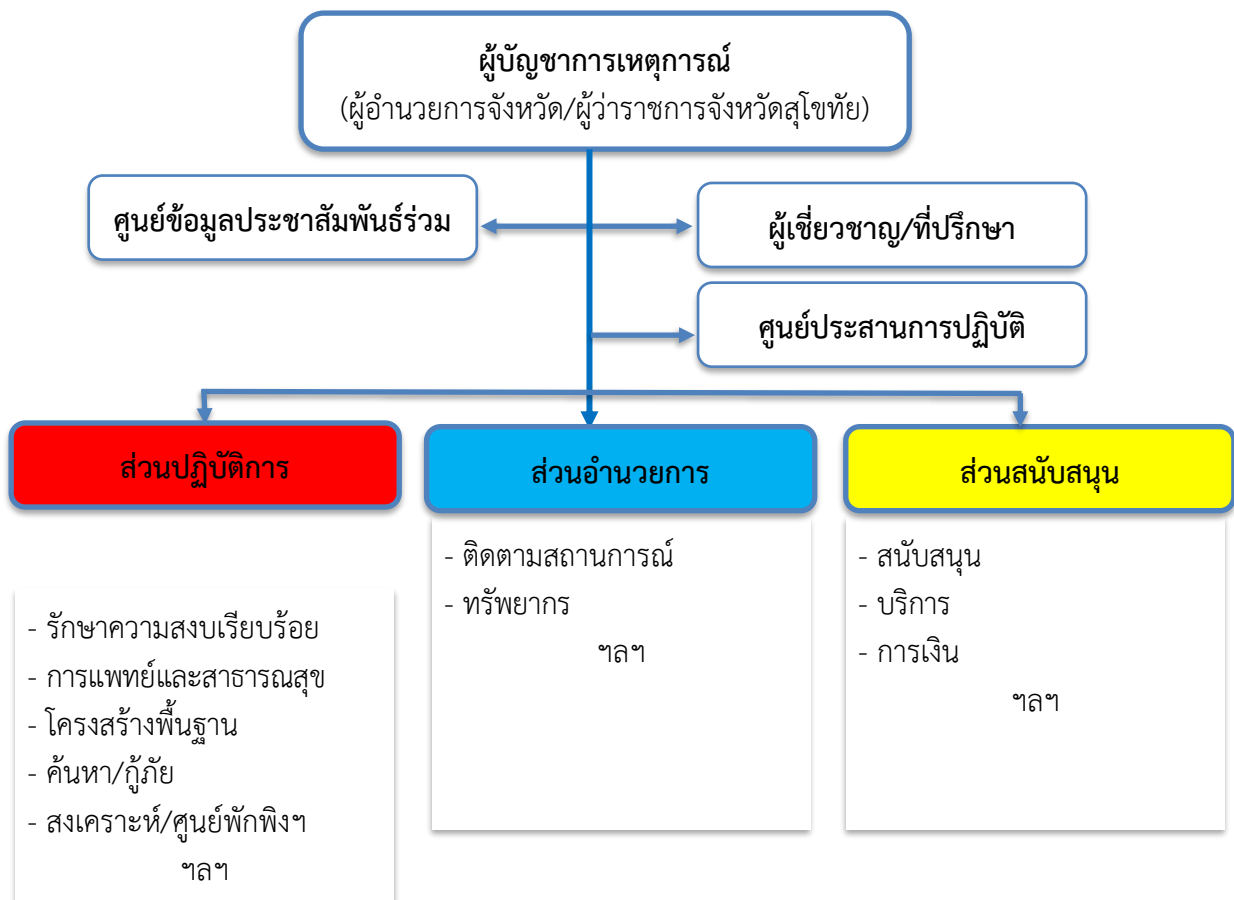 ผู้บัญชาการเหตุการณ์
(ผู้อำนวยการจังหวัด/ผู้ว่าราชการจังหวัดสุโขทัย)
ศูนย์ข้อมูลประชาสัมพันธ์ร่วม
ผู้เชี่ยวชาญ/ที่ปรึกษา
ศูนย์ประสานการปฏิบัติ
ส่วนปฏิบัติการ
- รักษาความสงบเรียบร้อย
- การแพทย์และสาธารณสุข
- โครงสร้างพื้นฐาน
- ค้นหา/กู้ภัย
- สงเคราะห์/ศูนย์พักพิงฯ
ฯลฯ
ส่วนอำนวยการ
- ติดตามสถานการณ์
- ทรัพยากร
ฯลฯ
ส่วนสนับสนุน
- สนับสนุน
- บริการ
- การเงิน
ฯลฯ